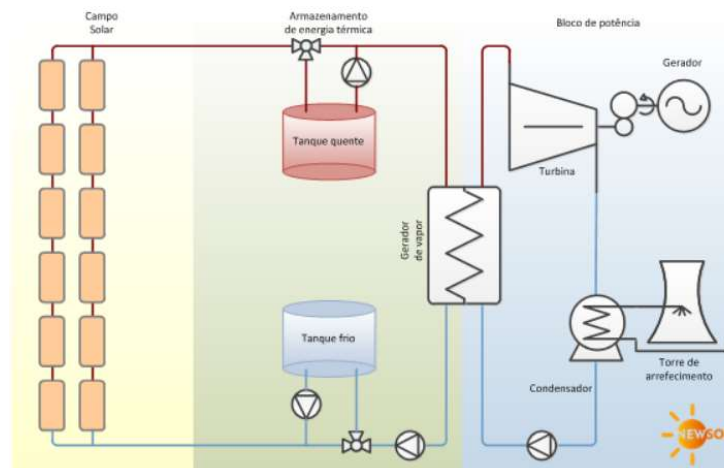 Campo
Solar
Armazenamento
de energia térmica
Bloco de potência
Gerador
Tanque quente
Turbina
Gerador
de vapor
Tanque frio
Condensador
Torre de
arrefecimento
NEWSO